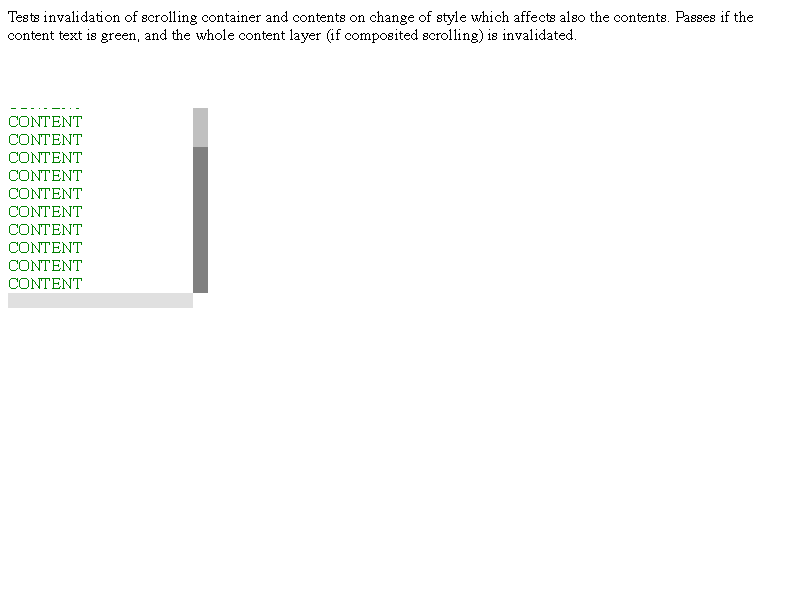 Tests invalidation of scrolling container and contents on change of style which affects also the contents. Passes if the
content text is green, and the whole content layer (if composited scrolling) is invalidated.
CONTENT
CONTENT
CONTENT
CONTENT
CONTENT
CONTENT
CONTENT
CONTENT
CONTENT
CONTENT